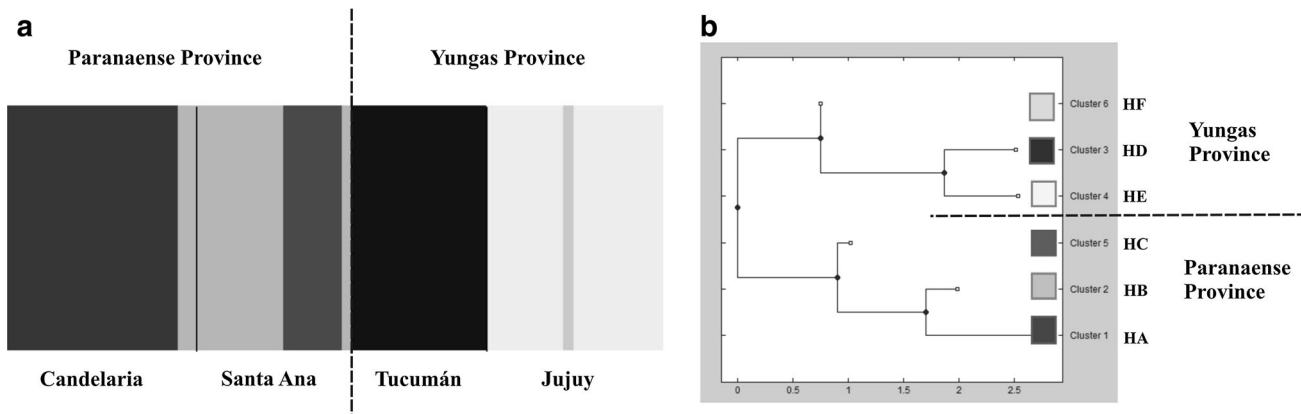 a
Paranaense Province
Yungas Province
Candelaria
Santa Ana
Tucumán
Jujuy
b
Cluster 6 HF
Cluster 3 HD
Cluster 4 HE
Cluster 5 HC
Cluster 2 HB
Cluster 1 HA
Yungas
Province
Paranaense
Province
0 0.5 1 1.5 2 2.5